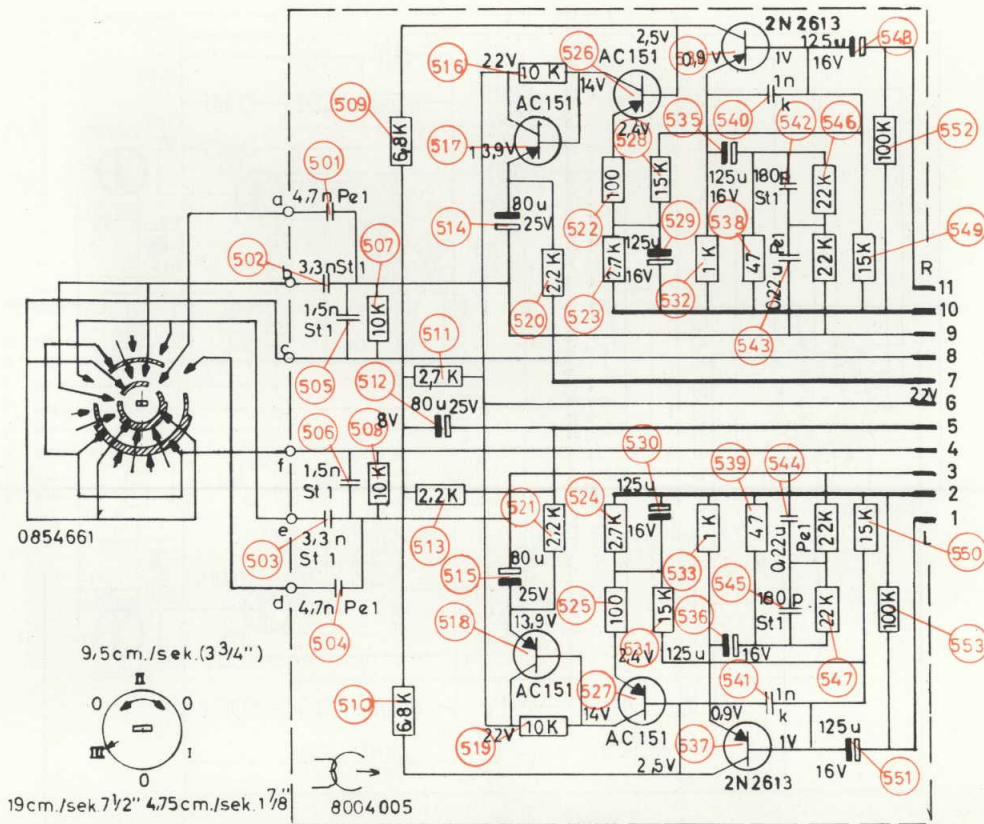 2N2613
125u
548
2,5V
526
AC151
0,9V
1V
16V
22V
516
10K
14V
1n
k
509
AC151
540
542
546
6,8K
517
13,9V
2,4V
535
528
100K
552
501
4,7n Pe1
a
80u
25V
100
15K
125u
16V
180p
St1
22K
514
522
529
538
549
502
507
b
3,3n St1
125u
16V
2,7K
1K
47
Pe1
0,22u
22K
15K
R
11
1,5n
St1
10K
2,2K
532
10
520
523
543
9
511
c
8
505
512
2,7K
7
22V
80u
25V
6
506
508
8V
5
530
539
544
f
4
1,5n
St1
10K
2,2K
521
524
125u
3
2
503
e
3,3n
St1
513
2,2K
2,7K
16V
1K
47
0,22u
Pe1
22K
15K
1
L
0854661
80u
515
25V
533
545
550
d
525
100
15K
536
180p
St1
22K
100K
4,7n Pe1
504
518
13,9V
531
125u
16V
553
9,5cm./sek.(3 3/4")
2,4V
541
1n
k
547
II
O
O
AC151
527
510
6,8K
14V
0,9V
125u
III
I
519
22V
10K
AC151
537
1V
O
2,5V
2N2613
16V
551
19cm./sek.7 1/2" 4,75cm./sek.1 7/8"
8004005